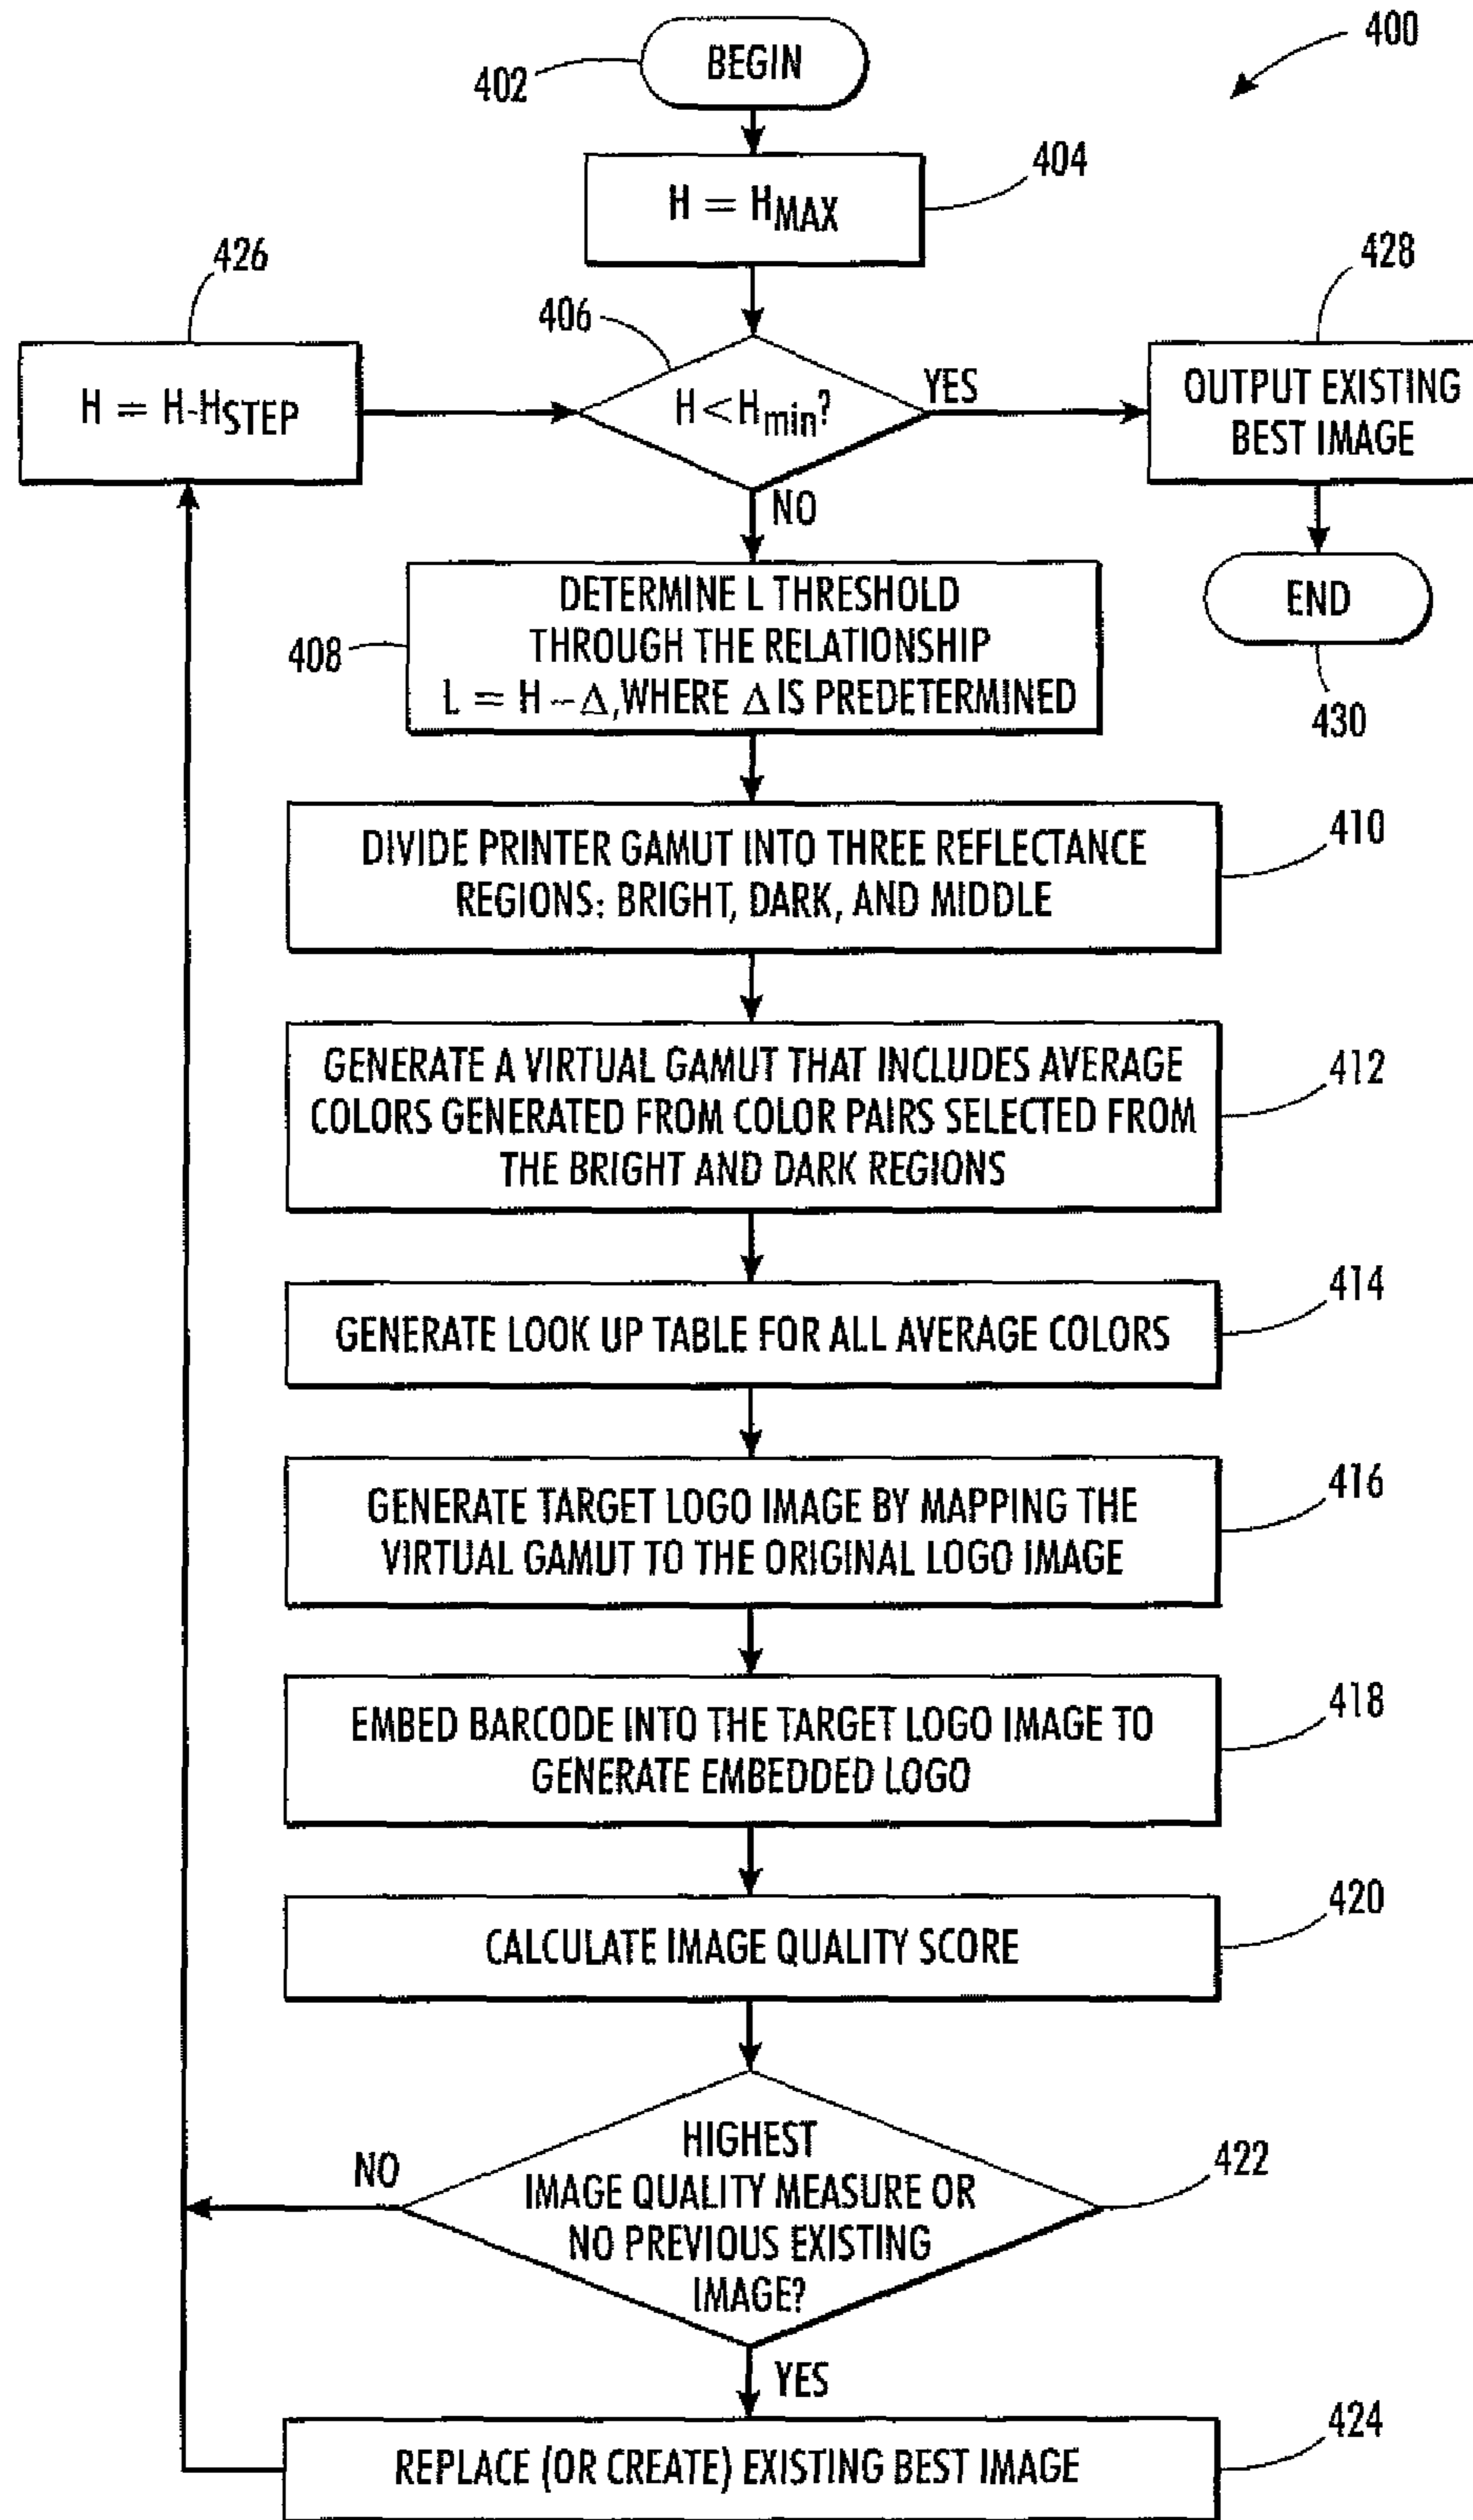 400
402
BEGIN
404
H = HMAX
426
H = H-HSTEP
406
H < Hmin?
YES
428
OUTPUT EXISTING
BEST IMAGE
NO
END
430
408
DETERMINE L THRESHOLD
THROUGH THE RELATIONSHIP
L = H – Δ, WHERE Δ IS PREDETERMINED
410
DIVIDE PRINTER GAMUT INTO THREE REFLECTANCE
REGIONS: BRIGHT, DARK, AND MIDDLE
412
GENERATE A VIRTUAL GAMUT THAT INCLUDES AVERAGE
COLORS GENERATED FROM COLOR PAIRS SELECTED FROM
THE BRIGHT AND DARK REGIONS
414
GENERATE LOOK UP TABLE FOR ALL AVERAGE COLORS
416
GENERATE TARGET LOGO IMAGE BY MAPPING THE
VIRTUAL GAMUT TO THE ORIGINAL LOGO IMAGE
418
EMBED BARCODE INTO THE TARGET LOGO IMAGE TO
GENERATE EMBEDDED LOGO
420
CALCULATE IMAGE QUALITY SCORE
422
HIGHEST
IMAGE QUALITY MEASURE OR
NO PREVIOUS EXISTING
IMAGE?
NO
YES
424
REPLACE (OR CREATE) EXISTING BEST IMAGE